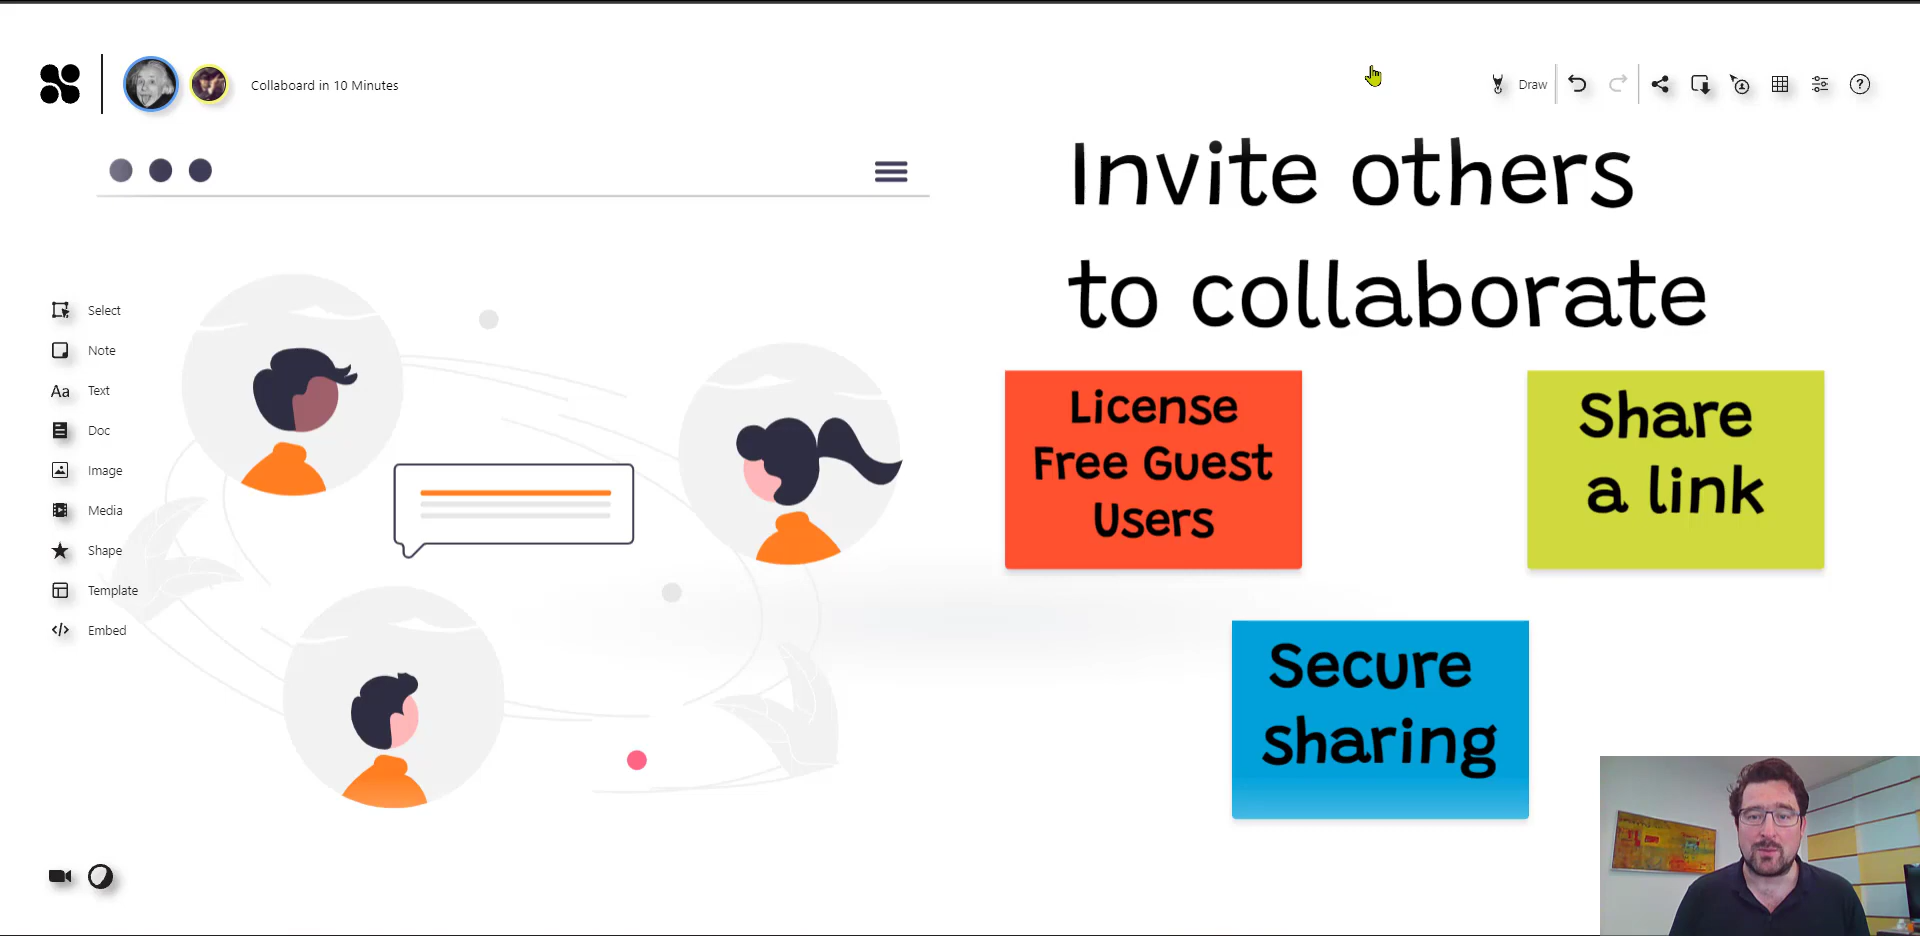 Collaboard in 10 Minutes
Draw
Invite others
to collaborate
Select
Note
Aa Text
Doc
Image
Media
Shape
Template
</> Embed
License
Free Guest
Users
Share
a link
Secure
sharing